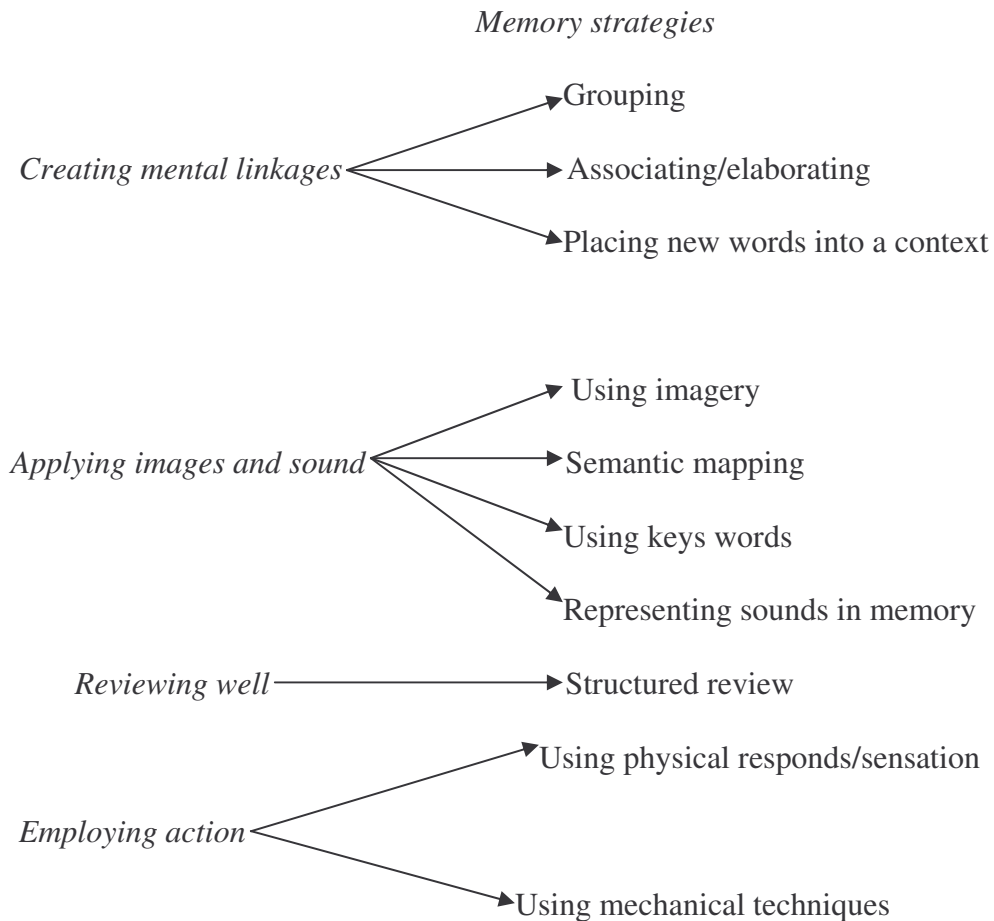 Memory strategies
Grouping
Creating mental linkages
Associating/elaborating
Placing new words into a context
Using imagery
Applying images and sound
Semantic mapping
Using keys words
Representing sounds in memory
Reviewing well
Structured review
Using physical responds/sensation
Employing action
Using mechanical techniques